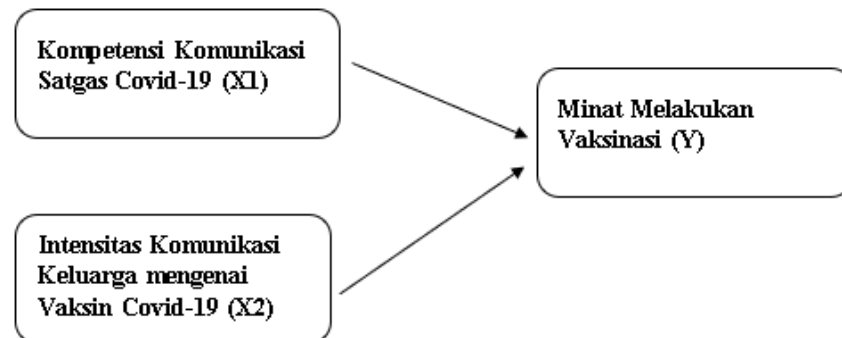 Kompetensi Komunikasi
Satgas Covid-19 (X1)
Minat Melakukan
Vaksinasi (Y)
Intensitas Komunikasi
Keluarga mengenai
Vaksin Covid-19 (X2)